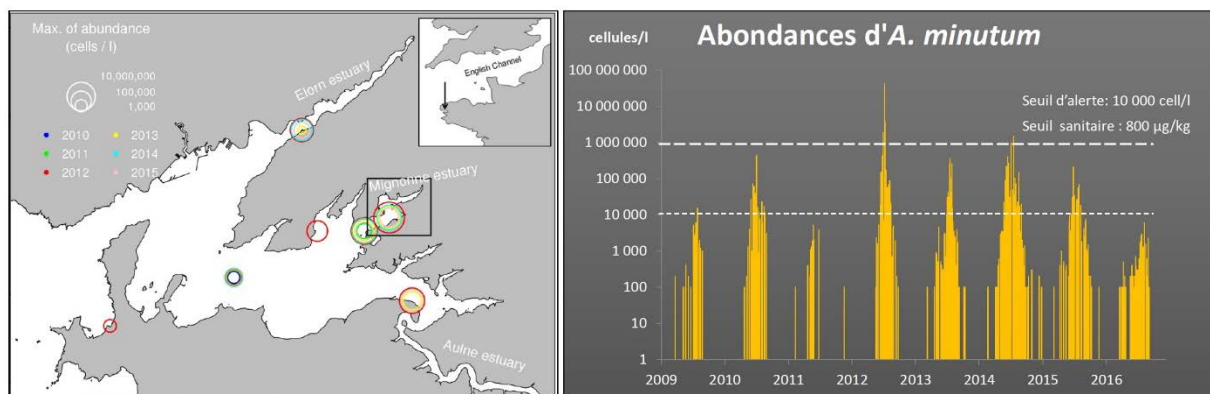 Max. of abundance
(cells / l)
10,000,000
100,000
1,000
2010
2013
2011
2014
2012
2015
Elorn estuary
English Channel
Mignonne estuary
Aulne estuary
cellules/l
Abondances d'A. minutum
Seuil d'alerte: 10 000 cell/l
Seuil sanitaire : 800 µg/kg
100 000 000
10 000 000
1 000 000
100 000
10 000
1 000
100
10
1
2009
2010
2011
2012
2013
2014
2015
2016